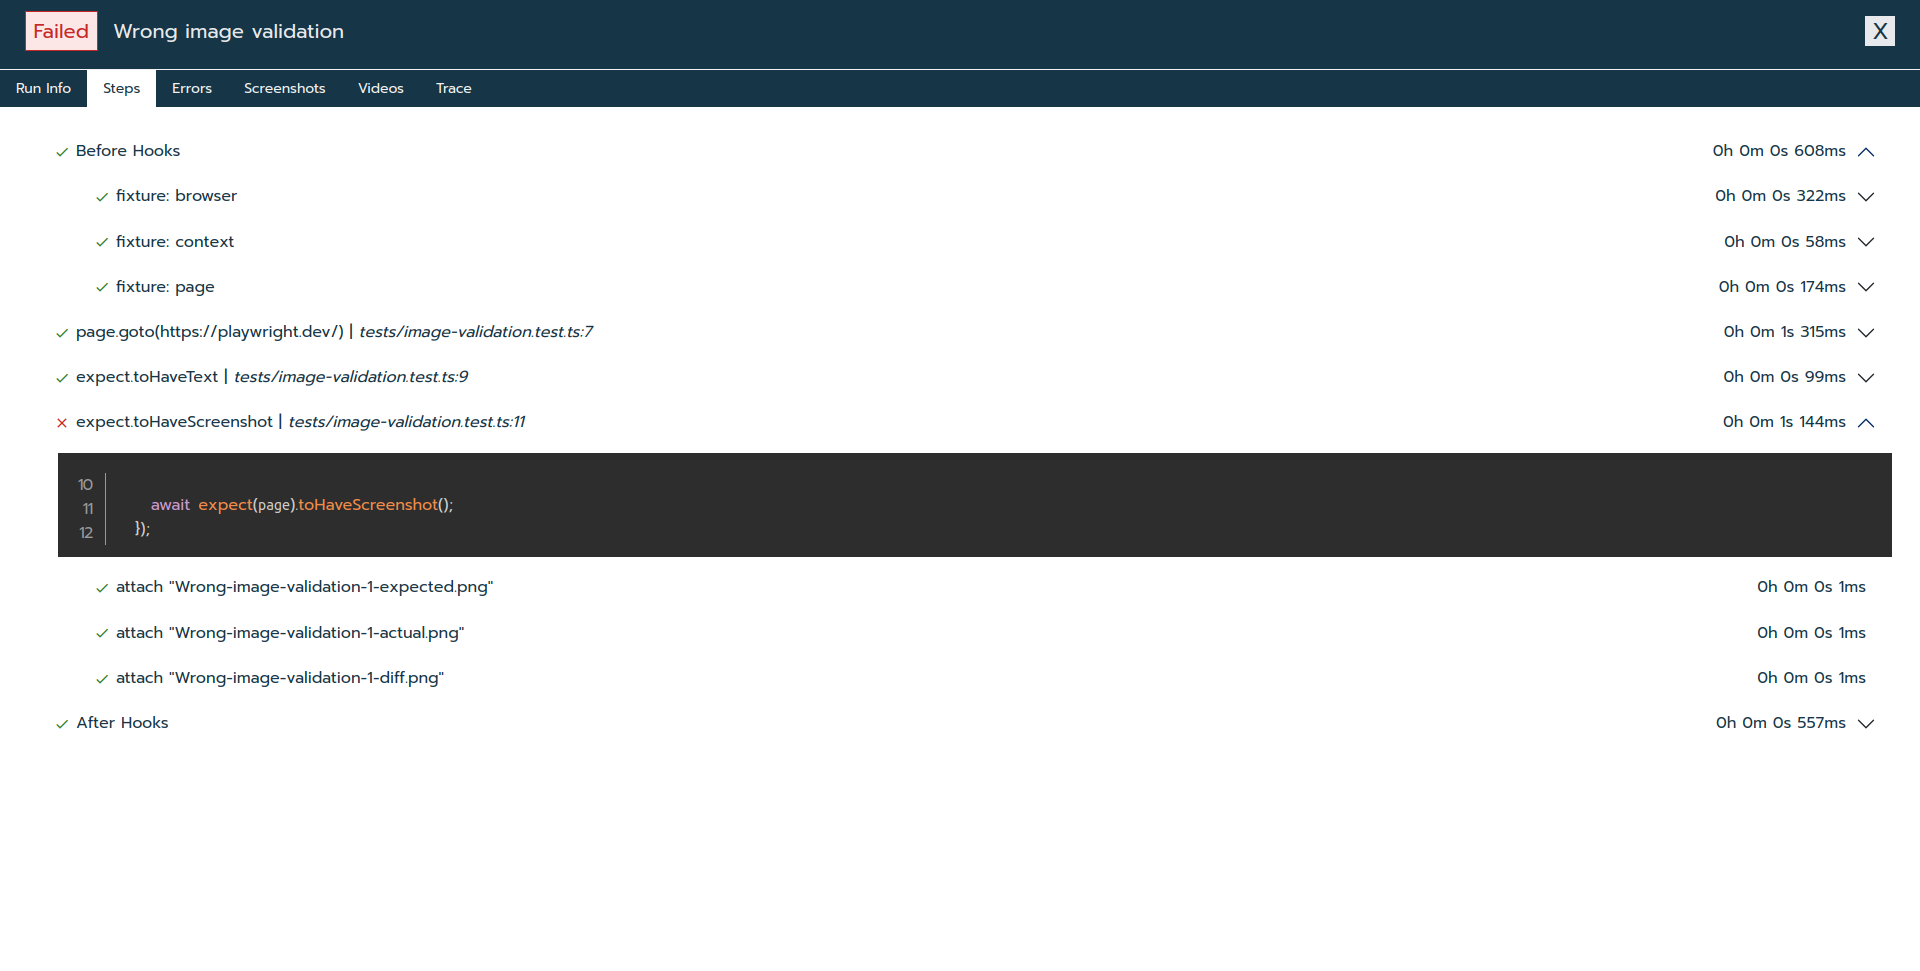 Failed Wrong image validation X
Run Info Steps Errors Screenshots Videos Trace
Before Hooks 0h 0m 0s 608ms
fixture: browser 0h 0m 0s 322ms
fixture: context 0h 0m 0s 58ms
fixture: page 0h 0m 0s 174ms
page.goto(https://playwright.dev/) | tests/image-validation.test.ts:7 0h 0m 1s 315ms
expect.toHaveText | tests/image-validation.test.ts:9 0h 0m 0s 99ms
expect.toHaveScreenshot | tests/image-validation.test.ts:11 0h 0m 1s 144ms
10
11 await expect(page).toHaveScreenshot();
12 });
attach "Wrong-image-validation-1-expected.png" 0h 0m 0s 1ms
attach "Wrong-image-validation-1-actual.png" 0h 0m 0s 1ms
attach "Wrong-image-validation-1-diff.png" 0h 0m 0s 1ms
After Hooks 0h 0m 0s 557ms